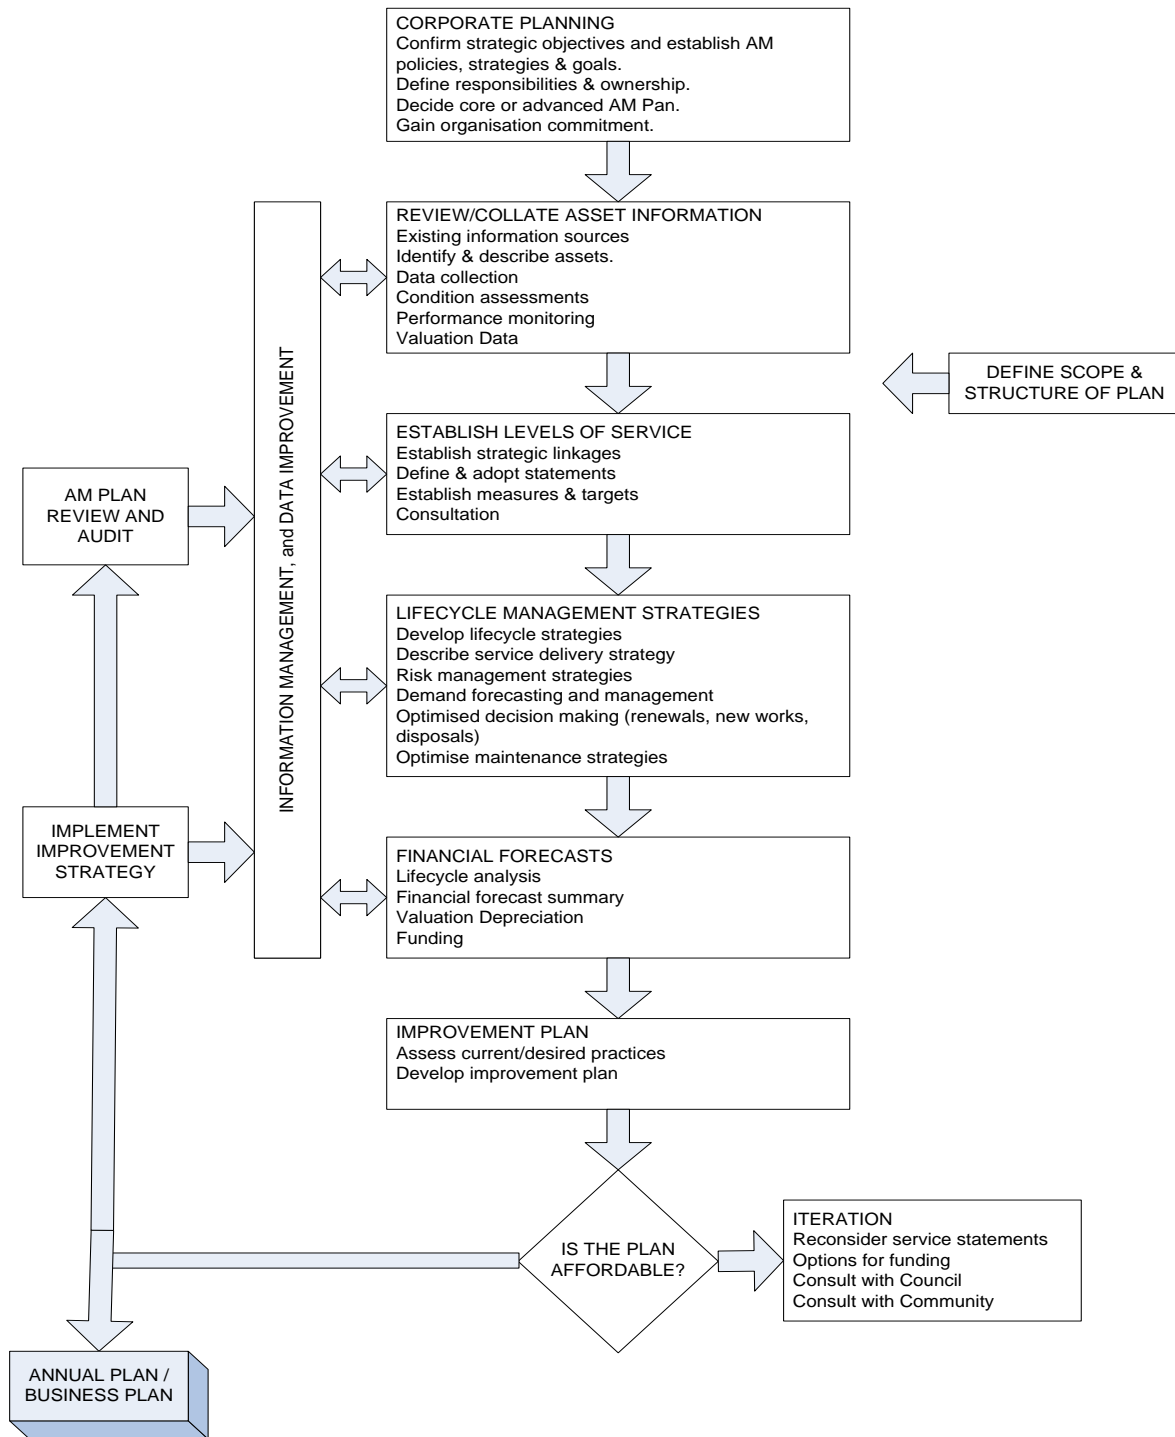 CORPORATE PLANNING
Confirm strategic objectives and establish AM
policies, strategies & goals.
Define responsibilities & ownership.
Decide core or advanced AM Pan.
Gain organisation commitment.
REVIEW/COLLATE ASSET INFORMATION
Existing information sources
Identify & describe assets.
Data collection
Condition assessments
Performance monitoring
Valuation Data
INFORMATION MANAGEMENT, and DATA IMPROVEMENT
DEFINE SCOPE &
STRUCTURE OF PLAN
ESTABLISH LEVELS OF SERVICE
Establish strategic linkages
Define & adopt statements
Establish measures & targets
Consultation
AM PLAN
REVIEW AND
AUDIT
LIFECYCLE MANAGEMENT STRATEGIES
Develop lifecycle strategies
Describe service delivery strategy
Risk management strategies
Demand forecasting and management
Optimised decision making (renewals, new works,
disposals)
Optimise maintenance strategies
IMPLEMENT
IMPROVEMENT
STRATEGY
FINANCIAL FORECASTS
Lifecycle analysis
Financial forecast summary
Valuation Depreciation
Funding
IMPROVEMENT PLAN
Assess current/desired practices
Develop improvement plan
IS THE PLAN
AFFORDABLE?
ITERATION
Reconsider service statements
Options for funding
Consult with Council
Consult with Community
ANNUAL PLAN /
BUSINESS PLAN